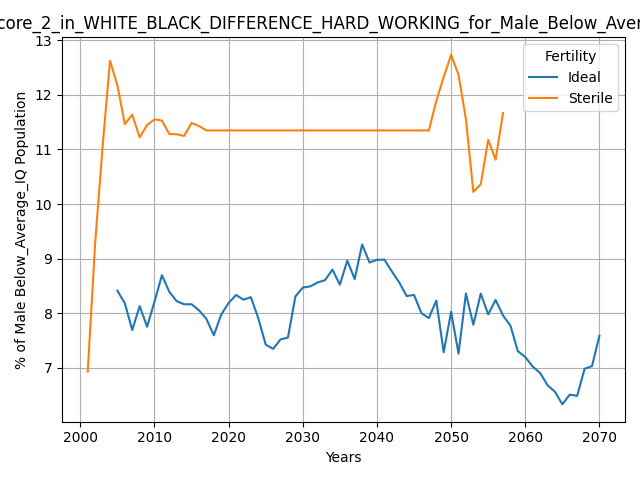 core_2_in_WHITE_BLACK_DIFFERENCE_HARD_WORKING_for_Male_Below_Aver
13
12
11
10
9
8
7
% of Male Below_Average_IQ Population
Fertility
Ideal
Sterile
2000 2010 2020 2030 2040 2050 2060 2070
Years